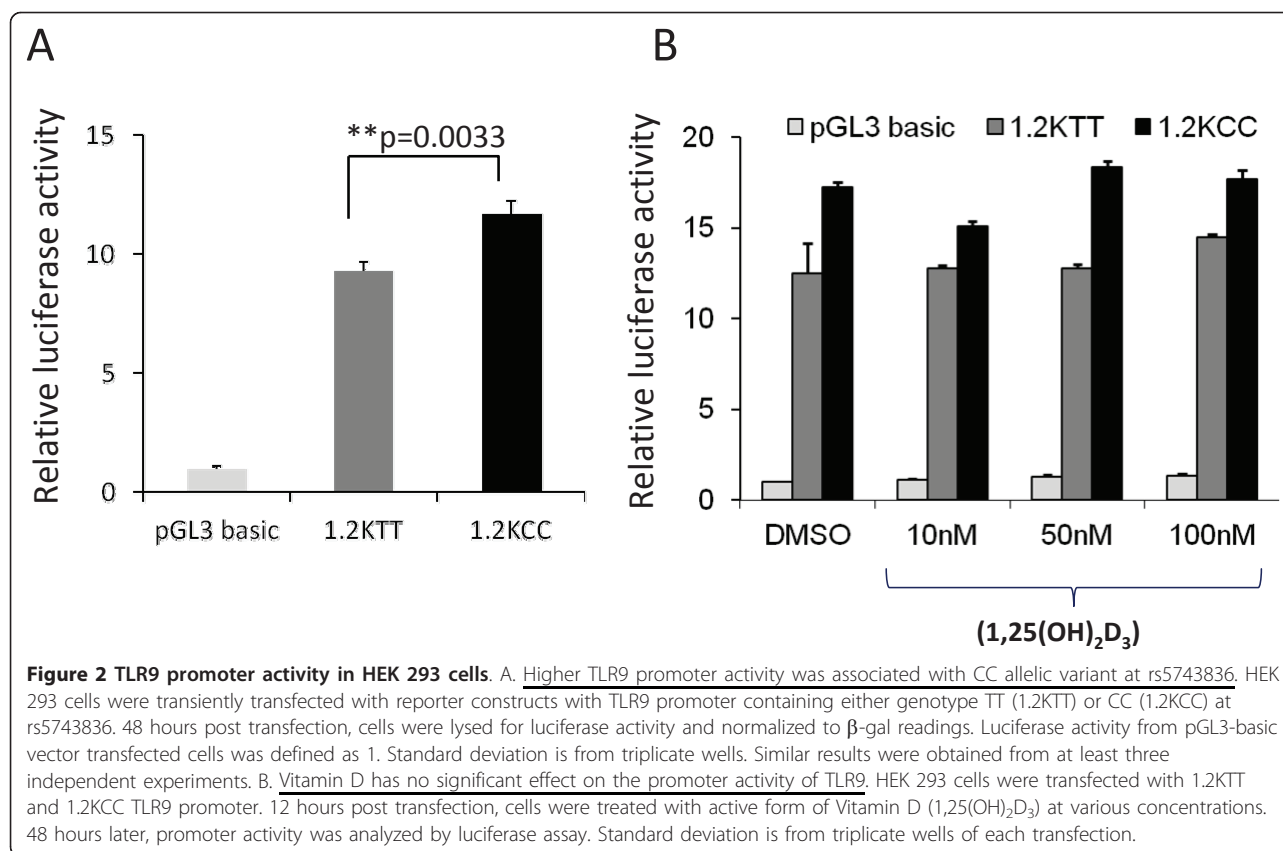 A
B
**p=0.0033
Relative luciferase activity
15
10
5
0
pGL3 basic
1.2KTT
1.2KCC
pGL3 basic 1.2KTT 1.2KCC
Relative luciferase activity
20
15
10
5
0
DMSO
10nM
50nM
100nM
(1,25(OH)₂D₃)
Figure 2 TLR9 promoter activity in HEK 293 cells. A. Higher TLR9 promoter activity was associated with CC allelic variant at rs5743836. HEK
293 cells were transiently transfected with reporter constructs with TLR9 promoter containing either genotype TT (1.2KTT) or CC (1.2KCC) at
rs5743836. 48 hours post transfection, cells were lysed for luciferase activity and normalized to β-gal readings. Luciferase activity from pGL3-basic
vector transfected cells was defined as 1. Standard deviation is from triplicate wells. Similar results were obtained from at least three
independent experiments. B. Vitamin D has no significant effect on the promoter activity of TLR9. HEK 293 cells were transfected with 1.2KTT
and 1.2KCC TLR9 promoter. 12 hours post transfection, cells were treated with active form of Vitamin D (1,25(OH)₂D₃) at various concentrations.
48 hours later, promoter activity was analyzed by luciferase assay. Standard deviation is from triplicate wells of each transfection.